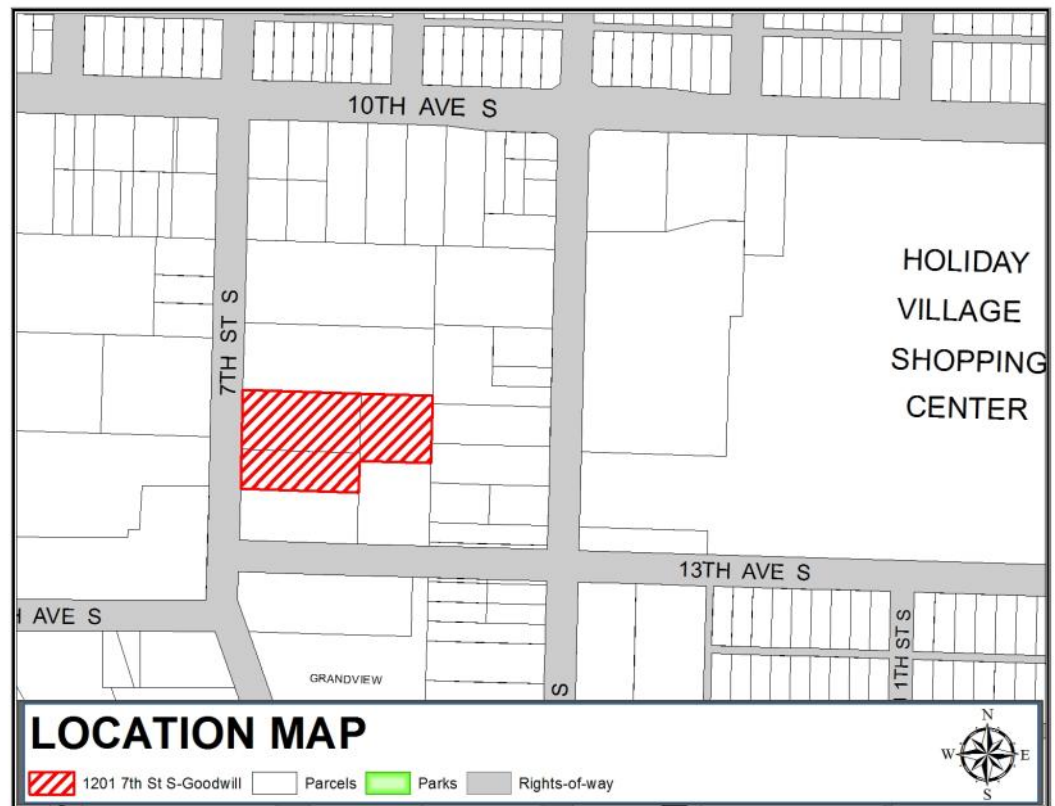 10TH AVE S
HOLIDAY
VILLAGE
SHOPPING
CENTER
7TH ST S
13TH AVE S
AVE S
1TH ST S
GRANDVIEW
S
LOCATION MAP
N
W E
S
1201 7th St S-Goodwill Parcels Parks Rights-of-way